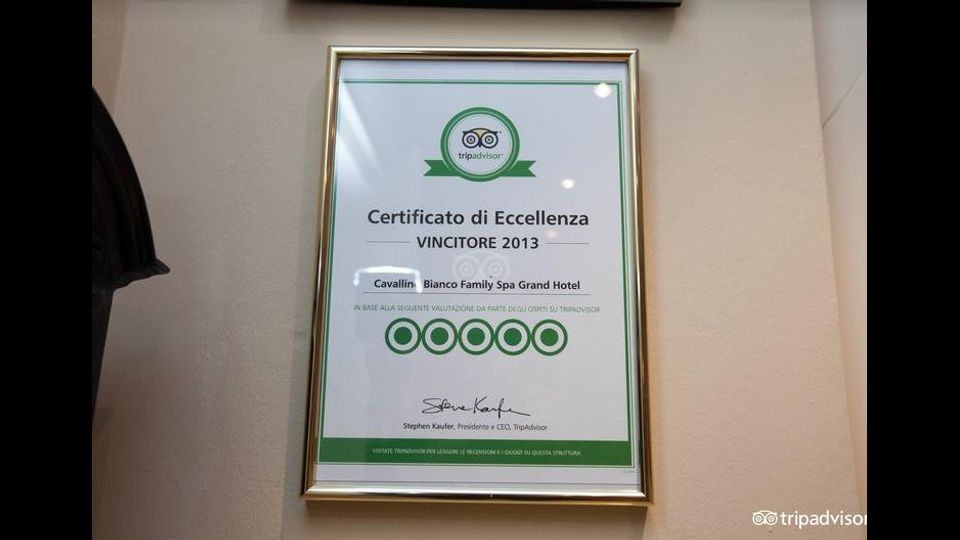 tripadvisor
Certificato di Eccellenza
VINCITORE 2013
Cavallino Bianco Family Spa Grand Hotel
IN BASE ALLA SEGUENTE VALUTAZIONE DA PARTE DEGLI OSPITI SU TRIPADVISOR
Steve Kaufer
Stephen Kaufer, Presidente e CEO, TripAdvisor
VISITATE TRIPADVISOR PER LEGGERE LE RECENSIONI E I GIUDIZI SU QUESTA STRUTTURA
tripadvisor